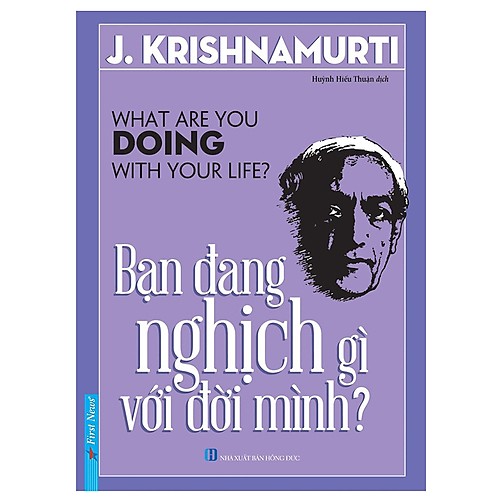 J. KRISHNAMURTI
Huỳnh Hiếu Thuận dịch
WHAT ARE YOU
DOING
WITH YOUR LIFE?
Bạn đang
nghịch gì
với đời mình?
First News
NHÀ XUẤT BẢN HỒNG ĐỨC